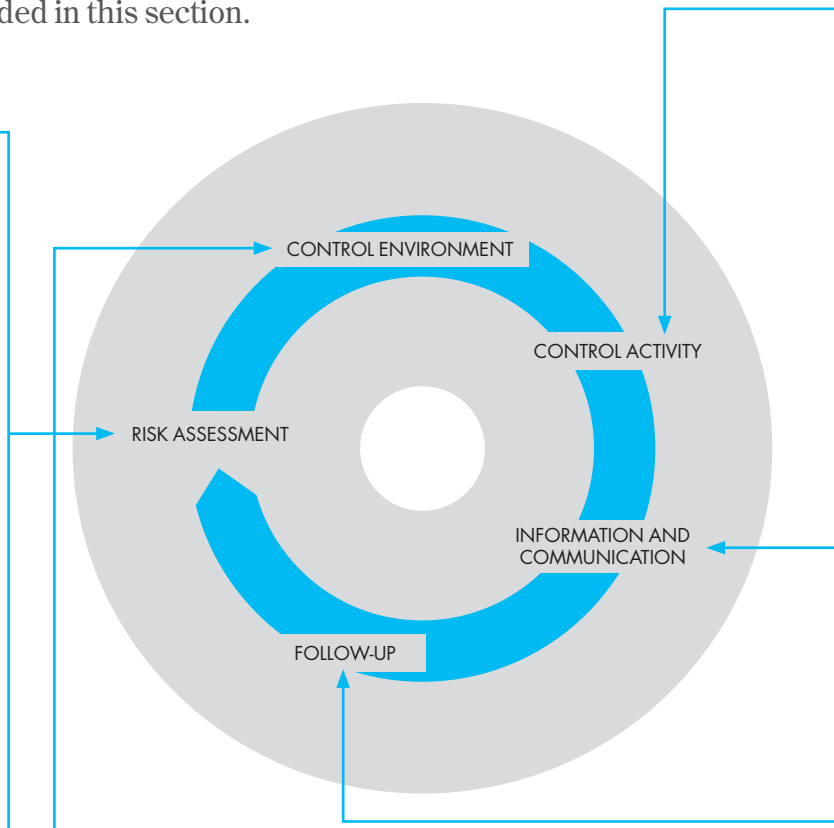 ded in this section.
CONTROL ENVIRONMENT
CONTROL ACTIVITY
RISK ASSESSMENT
INFORMATION AND
COMMUNICATION
FOLLOW-UP